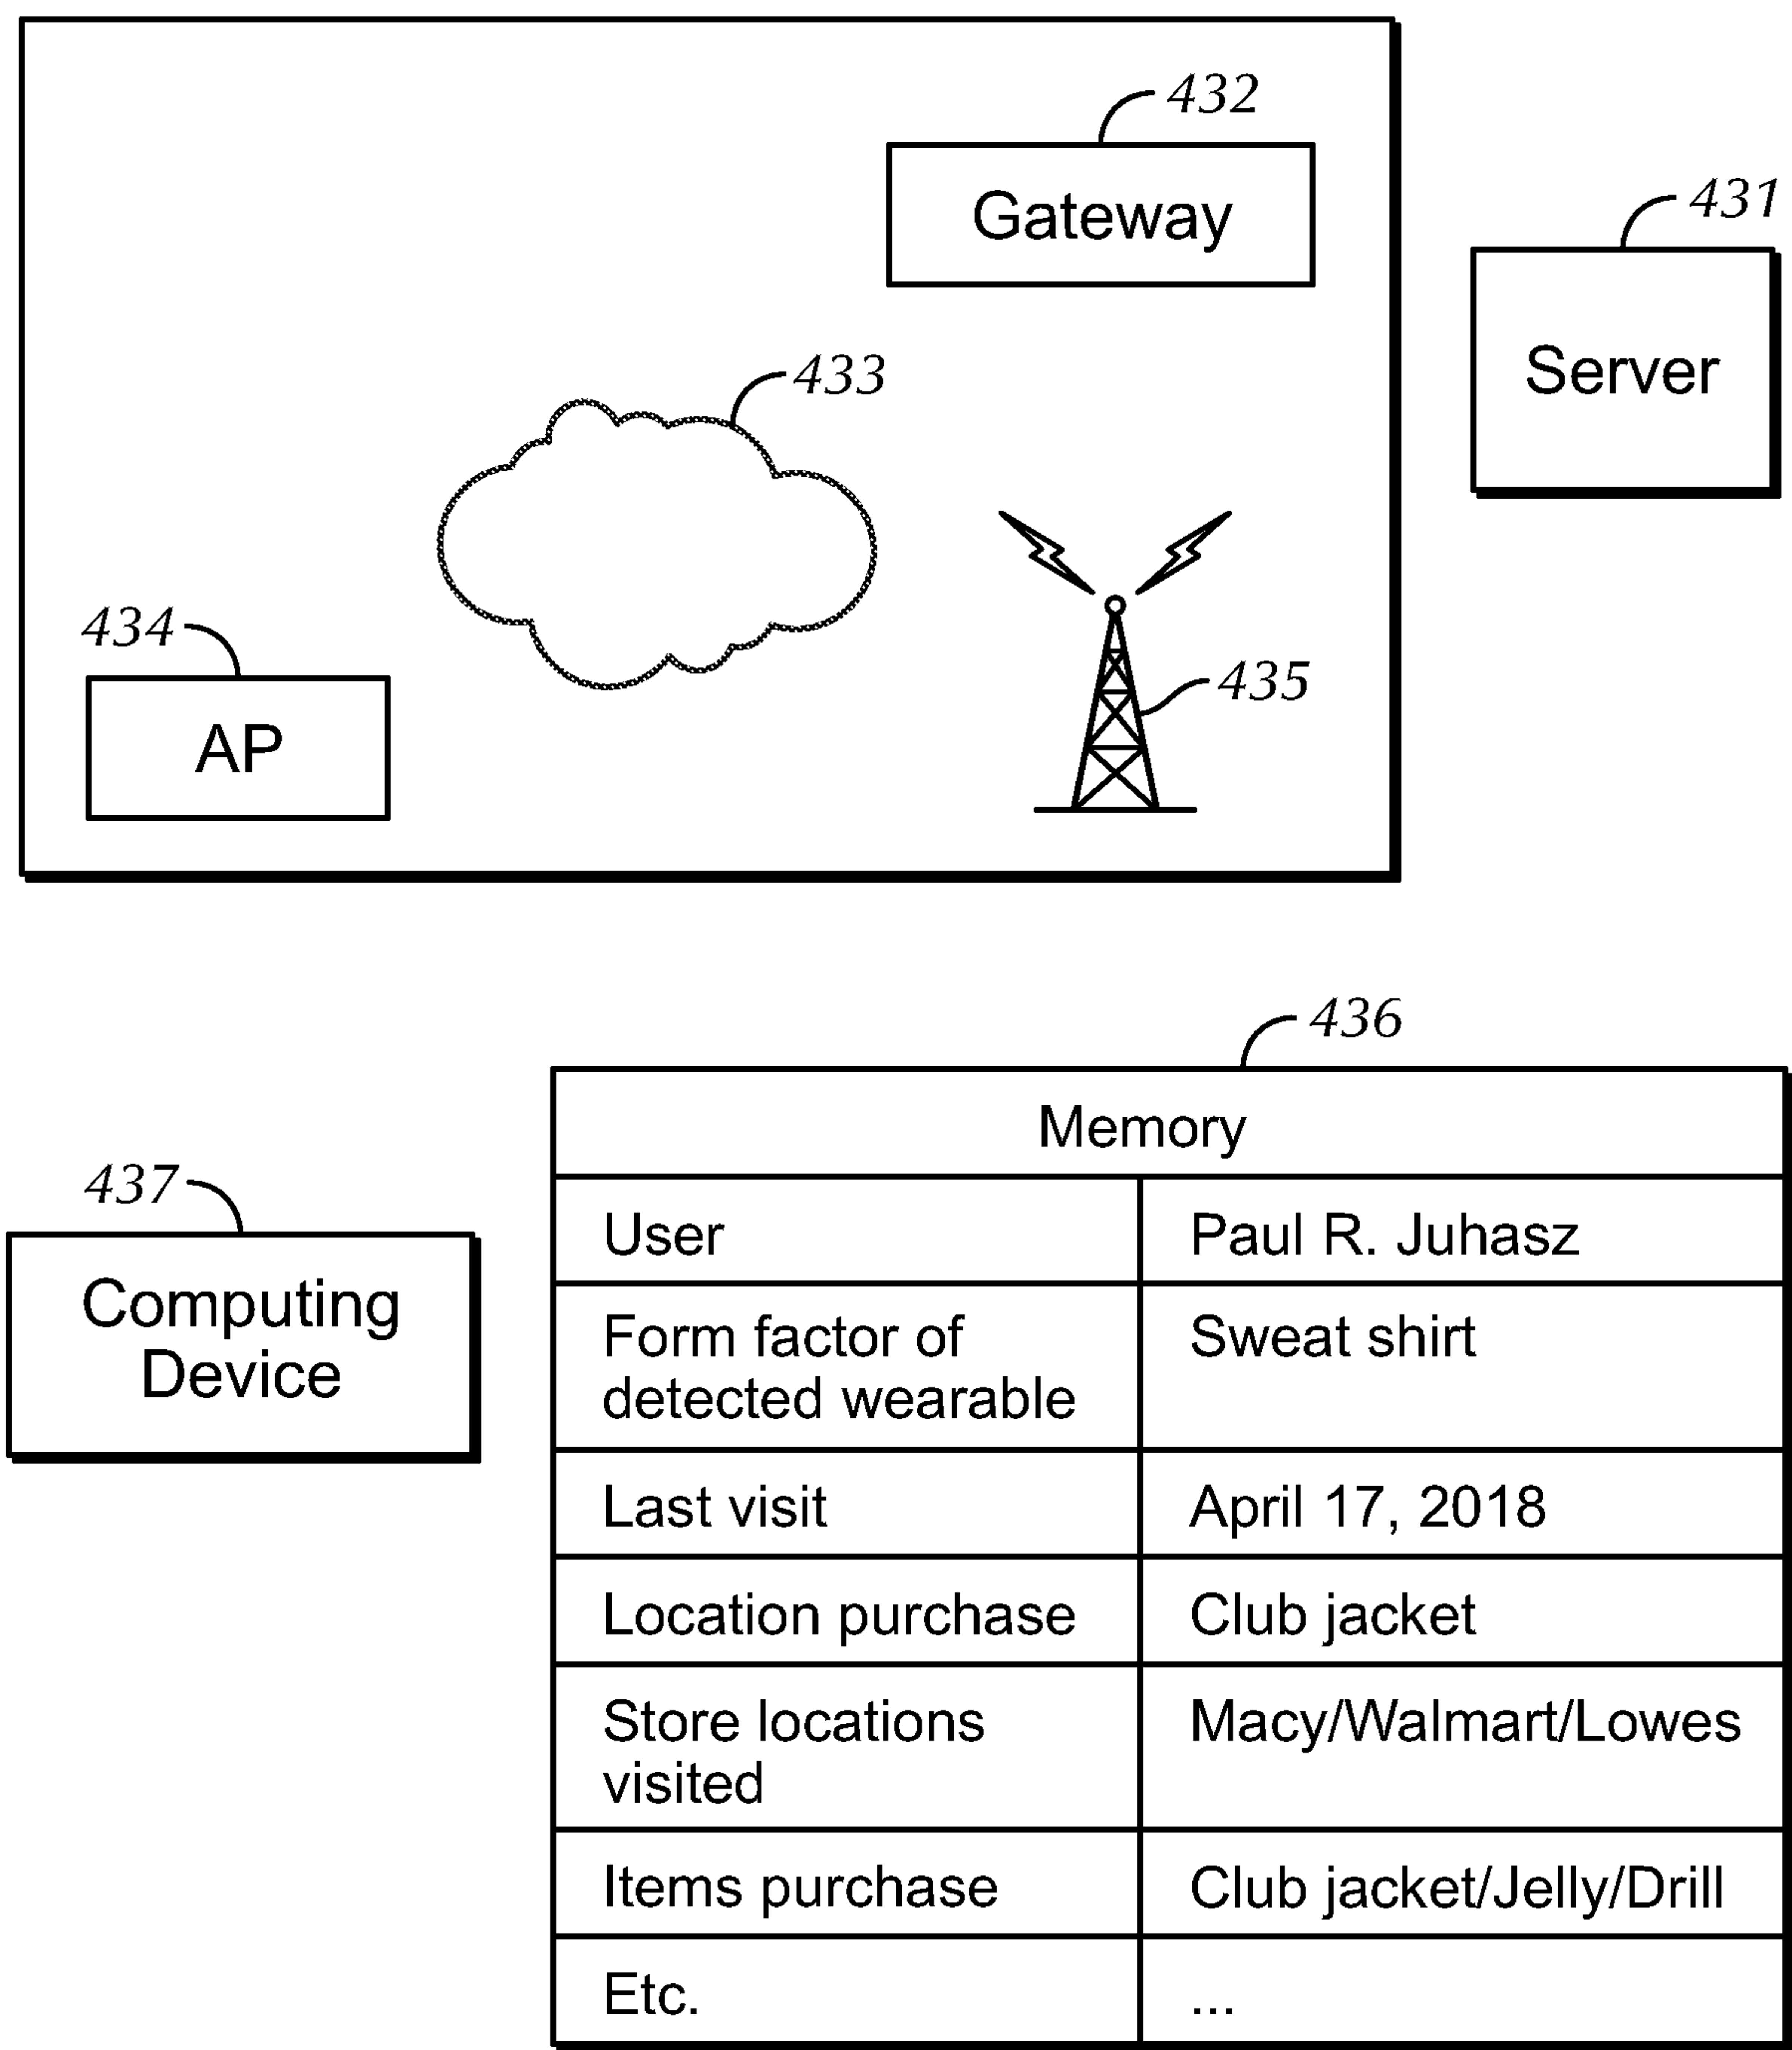 432
Gateway
431
Server
433
434
AP
435
436
Memory
437
Computing
Device
User Paul R. Juhasz
Form factor of Sweat shirt
detected wearable
Last visit April 17, 2018
Location purchase Club jacket
Store locations Macy/Walmart/Lowes
visited
Items purchase Club jacket/Jelly/Drill
Etc. ...